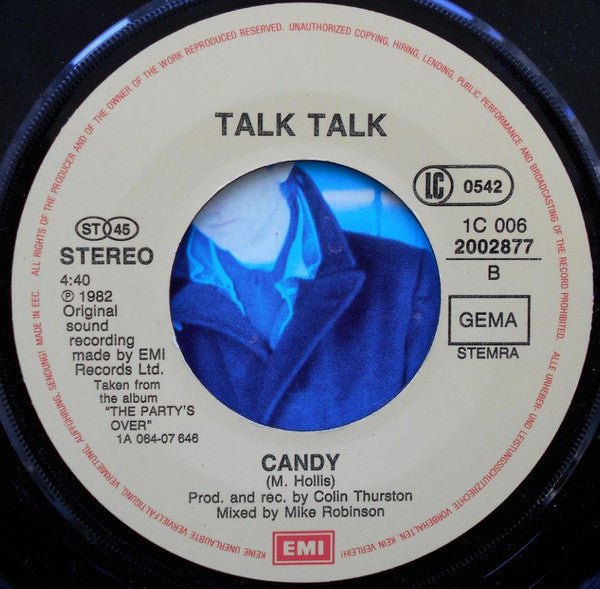 ALL RIGHTS OF THE PRODUCER AND OF THE OWNER OF THE WORK REPRODUCED RESERVED. UNAUTHORIZED COPYING, HIRING, LENDING, PUBLIC PERFORMANCE AND BROADCASTING OF THE RECORD PROHIBITED.
TALK TALK
LC 0542
ST 45
STEREO
1C 006
2002877
B
GEMA
STEMRA
4:40
℗ 1982
Original
sound
recording
made by EMI
Records Ltd.
Taken from
the album
"THE PARTY'S
OVER"
1A 064-07 646
CANDY
(M. Hollis)
Prod. and rec. by Colin Thurston
Mixed by Mike Robinson
EMI
ALLE URHEBER- UND LEISTUNGSSCHUTZRECHTE VORBEHALTEN. KEIN VERLEIH!
KEINE UNERLAUBTE VERVIELFÄLTIGUNG, VERMIETUNG, AUFFÜHRUNG, SENDUNG!
MADE IN EEC.